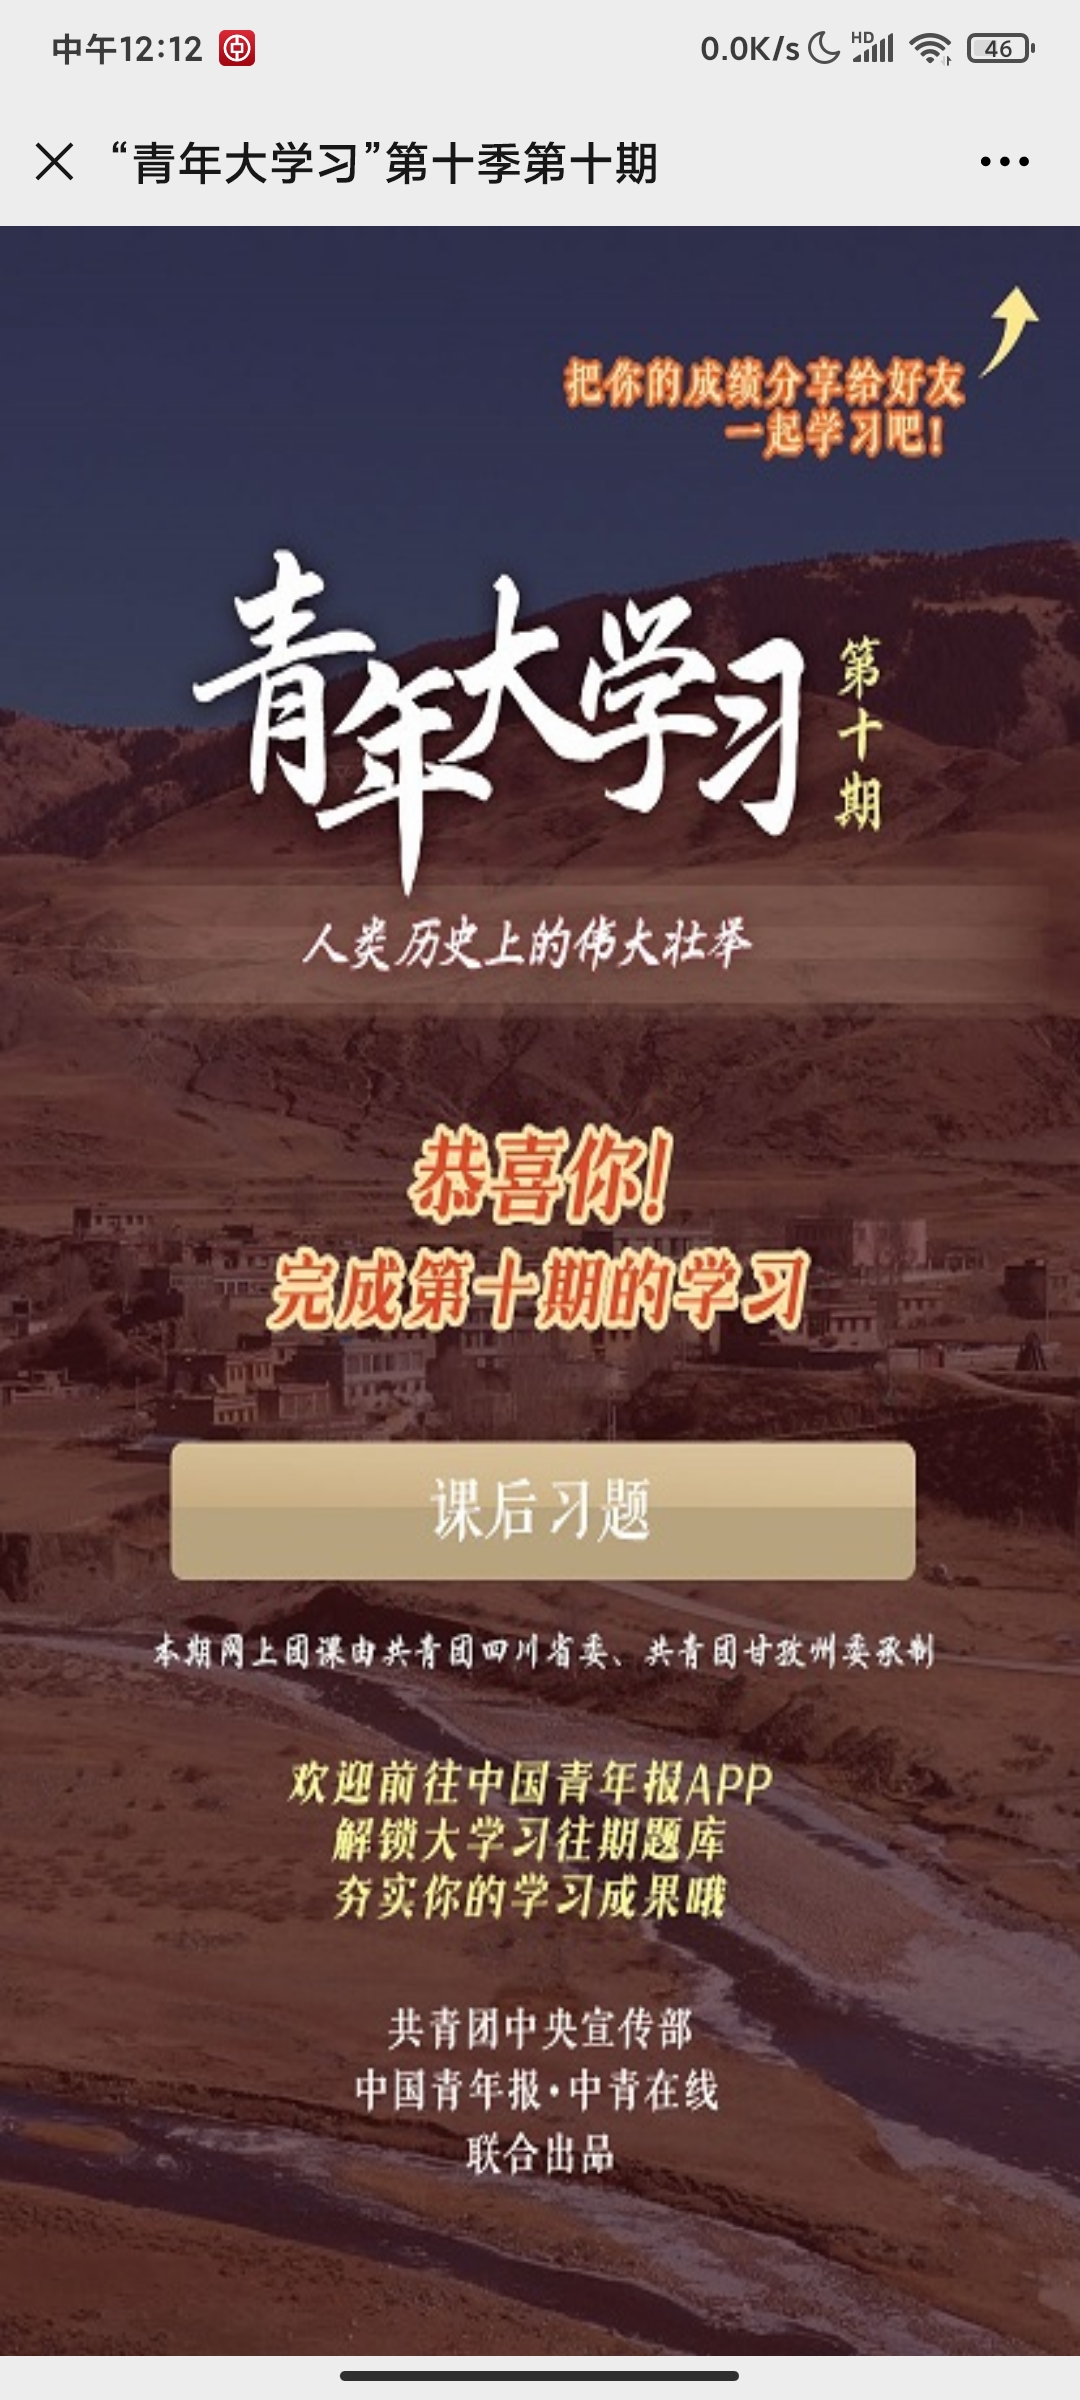 中午12:12
0.0K/s
HD
46
“青年大学习”第十季第十期
把你的成绩分享给好友
一起学习吧！
青年大学习
第十期
人类历史上的伟大壮举
恭喜你！
完成第十期的学习
课后习题
本期网上团课由共青团四川省委、共青团甘孜州委承制
欢迎前往中国青年报APP
解锁大学习往期题库
夯实你的学习成果哦
共青团中央宣传部
中国青年报·中青在线
联合出品